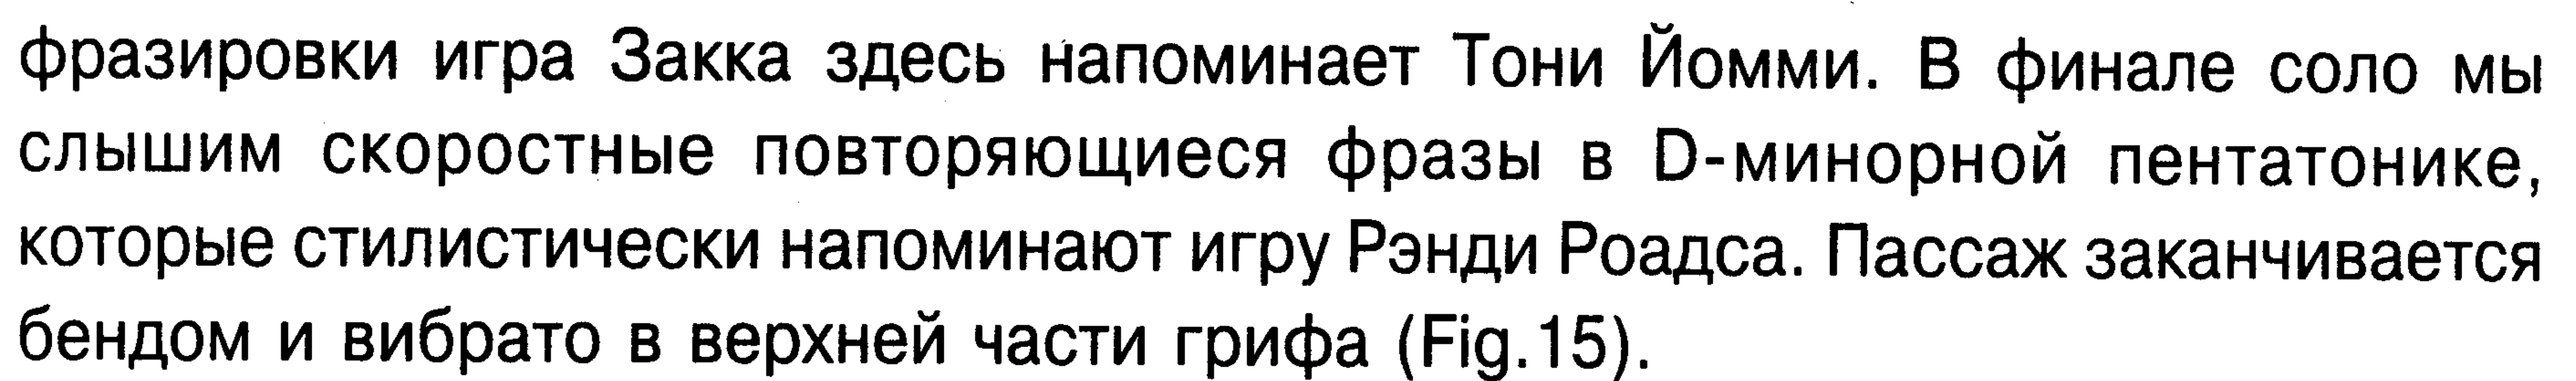 фразировки игра Закка здесь напоминает Тони Йомми. В финале соло мы
слышим скоростные повторяющиеся фразы в D-минорной пентатонике,
которые стилистически напоминают игру Рэнди Роадса. Пассаж заканчивается
бендом и вибрато в верхней части грифа (Fig.15).